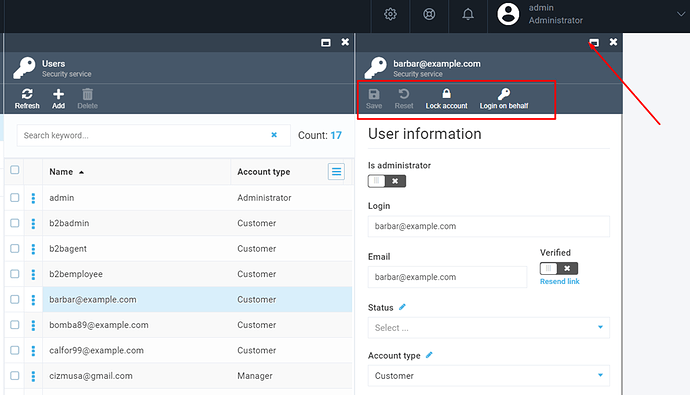 admin
Administrator
Users
Security service
Refresh
Add
Delete
Search keyword...
Count: 17
Name
Account type
admin
Administrator
b2badmin
Customer
b2bagent
Customer
b2bemployee
Customer
barbar@example.com
Customer
bomba89@example.com
Customer
calfor99@example.com
Customer
cizmusa@gmail.com
Manager
barbar@example.com
Security service
Save
Reset
Lock account
Login on behalf
User information
Is administrator
Login
barbar@example.com
Email
barbar@example.com
Verified
Resend link
Status
Select ...
Account type
Customer